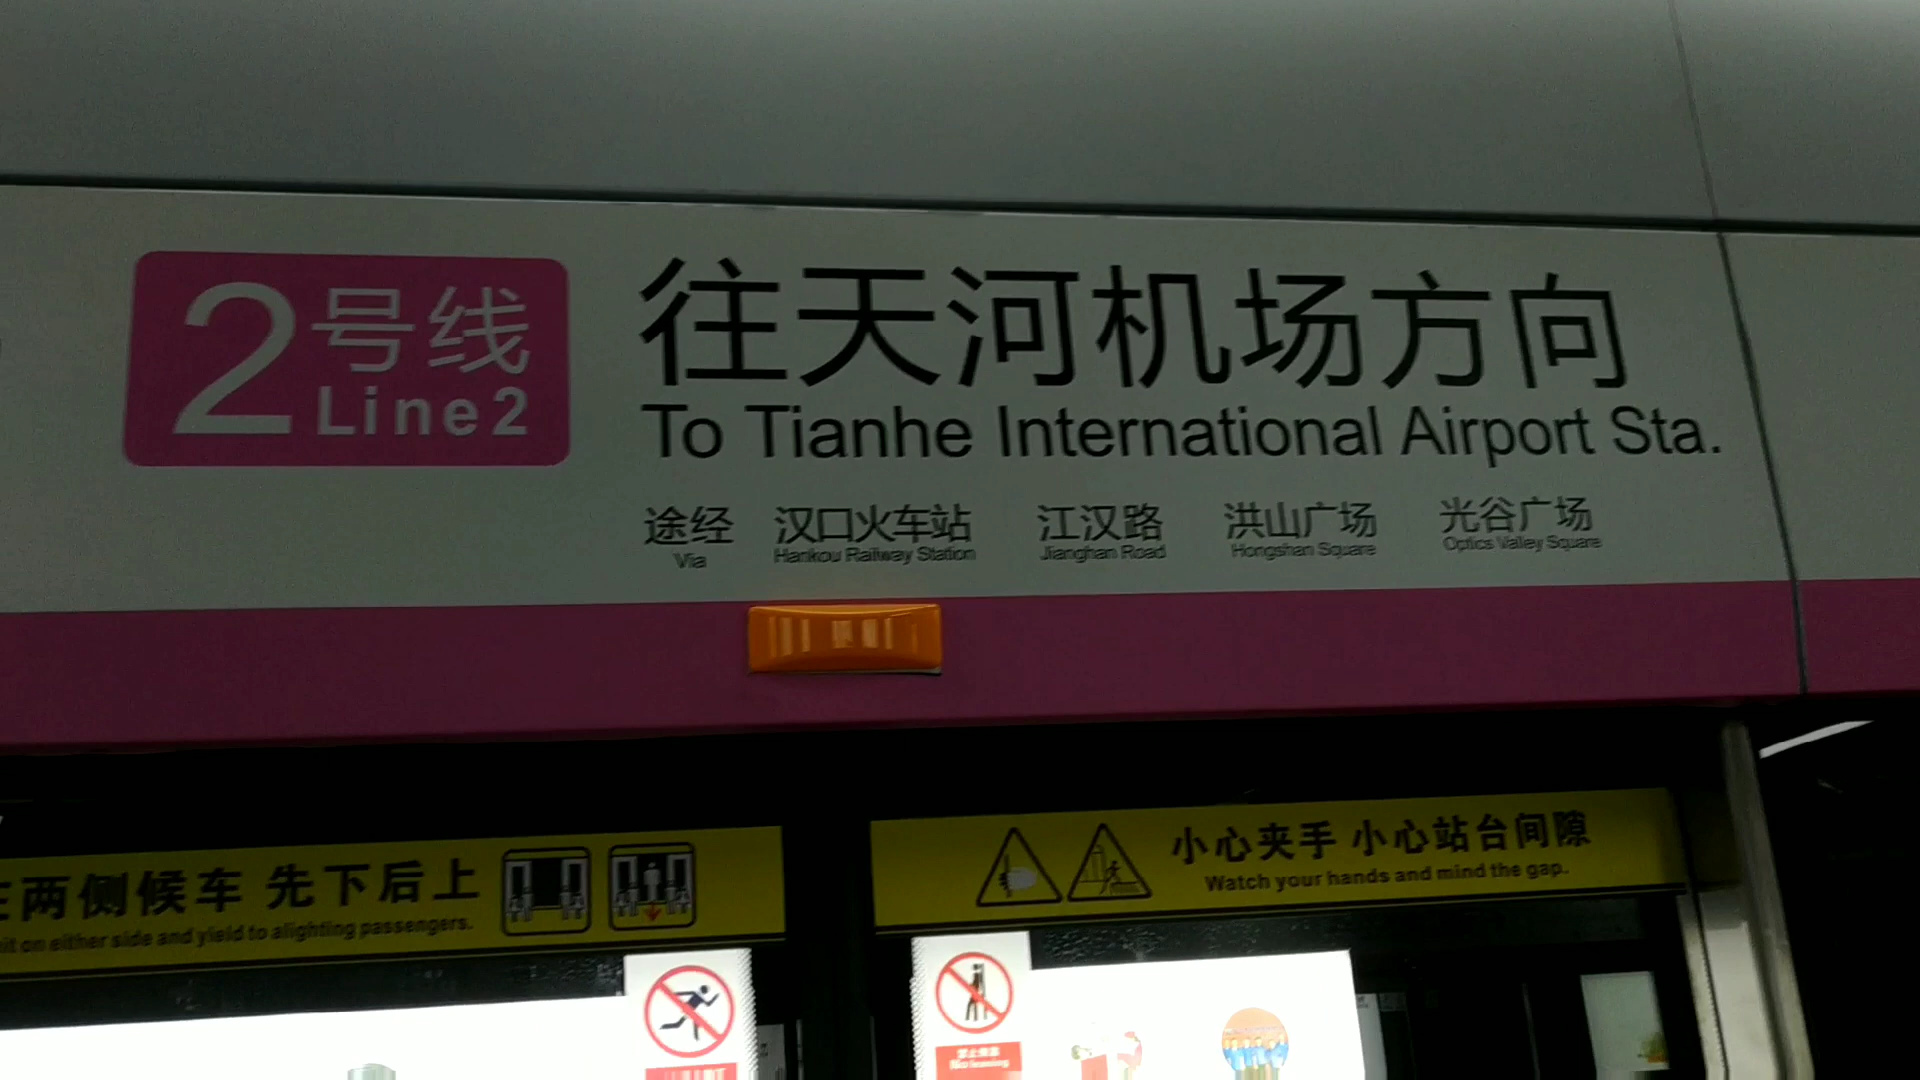 2号线
Line2
往天河机场方向
To Tianhe International Airport Sta.
途经 汉口火车站 江汉路 洪山广场 光谷广场
Via Hankou Railway Station Jianghan Road Hongshan Square Optics Valley Square
两侧候车 先下后上
on either side and yield to alighting passengers.
小心夹手 小心站台间隙
Watch your hands and mind the gap.
No leaning